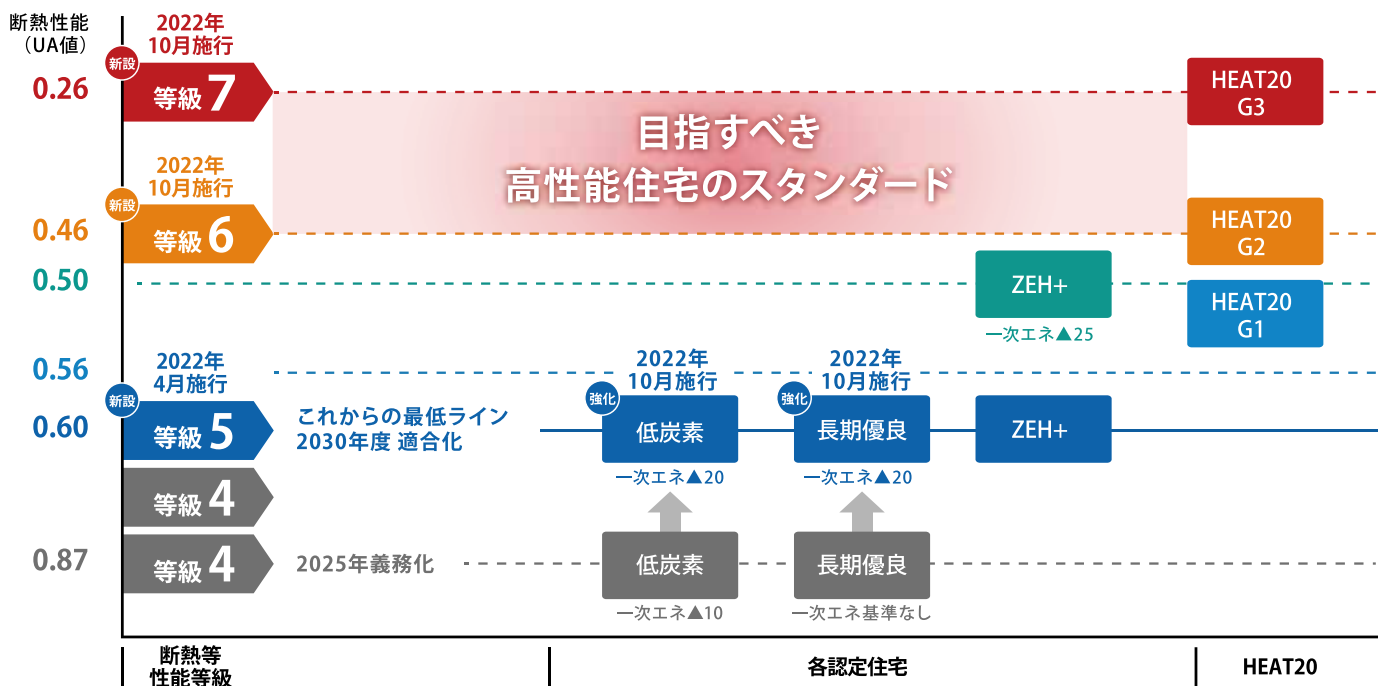 断熱性能
（UA値）
2022年
10月施行
新設
0.26
等級 7
HEAT20
G3
目指すべき
高性能住宅のスタンダード
2022年
10月施行
新設
0.46
等級 6
HEAT20
G2
0.50
ZEH+
一次エネ▲25
HEAT20
G1
0.56
2022年
4月施行
2022年
10月施行
2022年
10月施行
新設
0.60
等級 5
これからの最低ライン
2030年度 適合化
強化
低炭素
一次エネ▲20
強化
長期優良
一次エネ▲20
ZEH+
等級 4
0.87
等級 4
2025年義務化
低炭素
一次エネ▲10
長期優良
一次エネ基準なし
断熱等
性能等級
各認定住宅
HEAT20